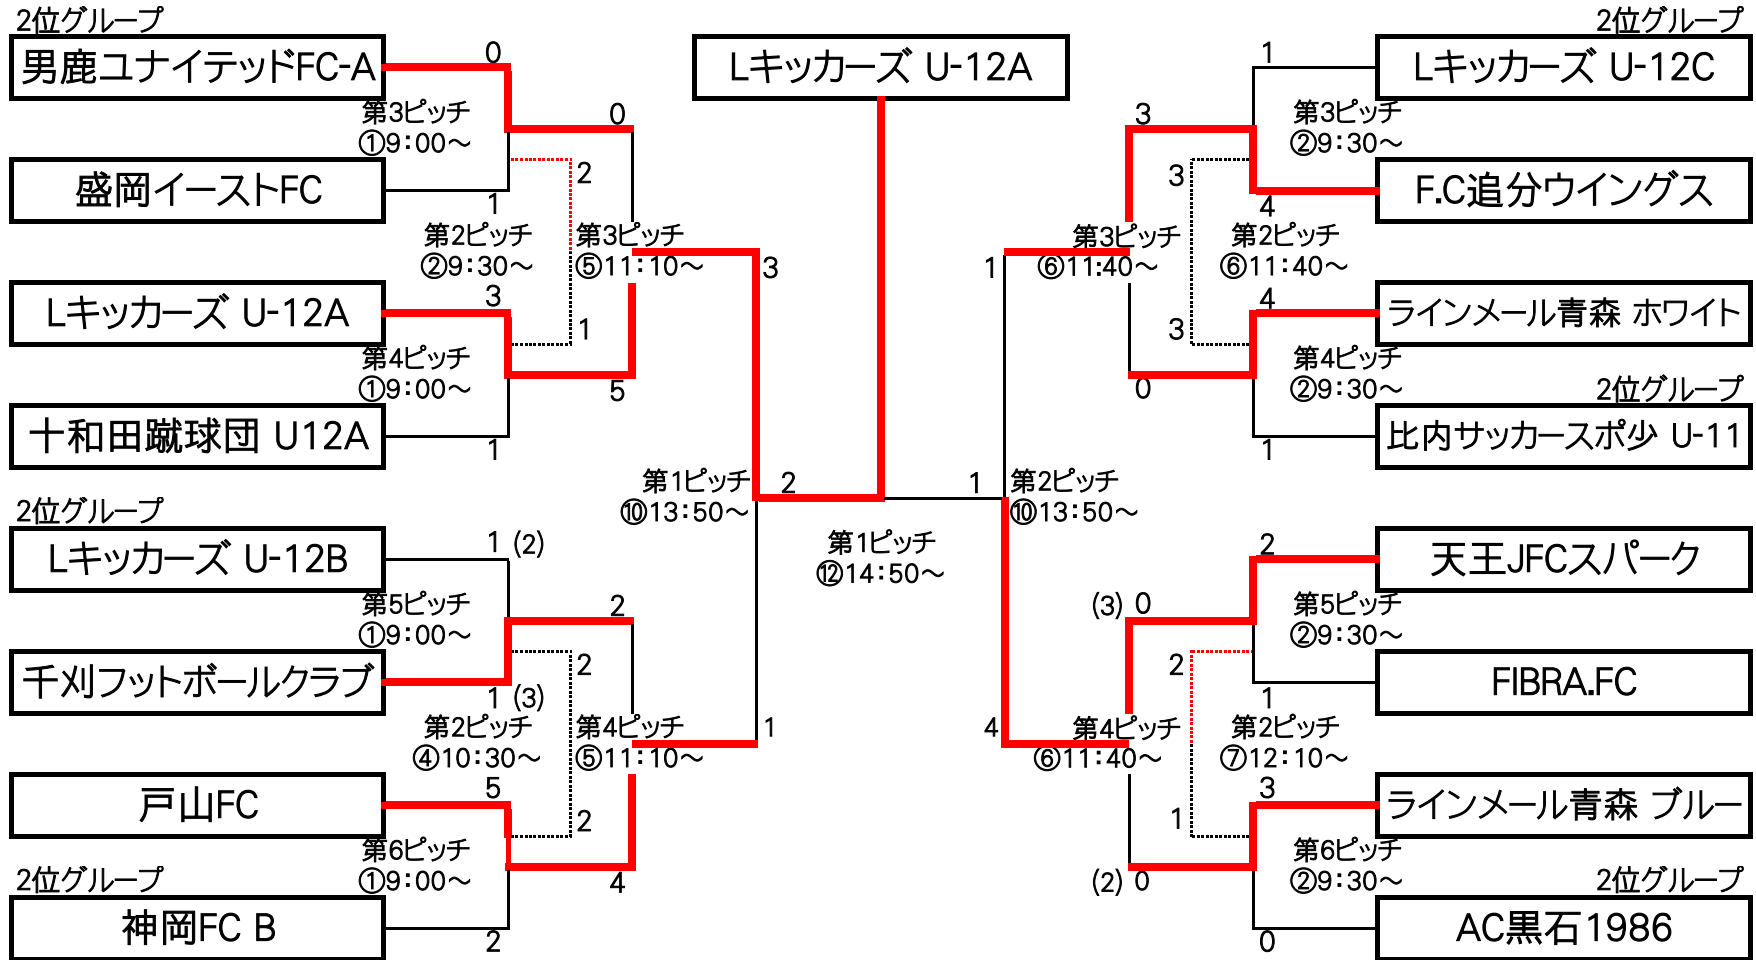 2位グループ
男鹿ユナイテッドFC-A
0
第3ピッチ
①9:00～
0
盛岡イーストFC
1
2
第2ピッチ
②9:30～
第3ピッチ
⑤11:10～
3
Lキッカーズ U-12A
3
1
第4ピッチ
①9:00～
5
十和田蹴球団 U12A
1
第1ピッチ
⑩13:50～
2
2位グループ
Lキッカーズ U-12B
1 (2)
第5ピッチ
①9:00～
2
千刈フットボールクラブ
1 (3)
2
第2ピッチ
④10:30～
第4ピッチ
⑤11:10～
1
戸山FC
5
2
第6ピッチ
①9:00～
4
2位グループ
神岡FC B
2
Lキッカーズ U-12A
第1ピッチ
⑫14:50～
2位グループ
Lキッカーズ U-12C
1
3
第3ピッチ
②9:30～
F.C追分ウイングス
3
4
第3ピッチ
⑥11:40～
第2ピッチ
⑥11:40～
1
ラインメール青森 ホワイト
4
3
第4ピッチ
②9:30～
0
2位グループ
比内サッカースポ少 U-11
1
1
第2ピッチ
⑩13:50～
天王JFCスパーク
2
(3) 0
第5ピッチ
②9:30～
FIBRA.FC
2
1
4
第4ピッチ
⑥11:40～
第2ピッチ
⑦12:10～
ラインメール青森 ブルー
3
1
第6ピッチ
②9:30～
(2) 0
2位グループ
AC黒石1986
0